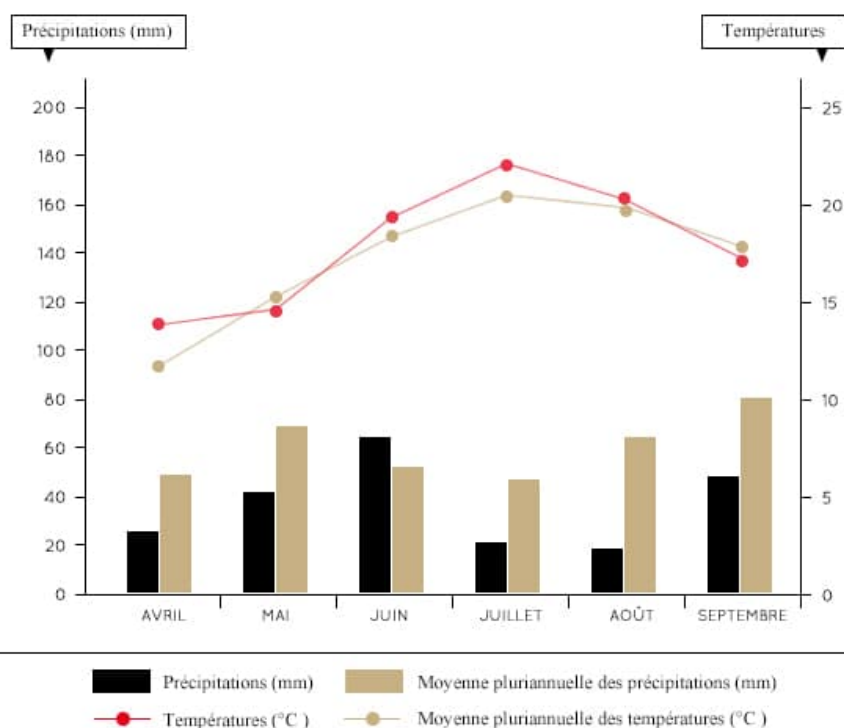 Précipitations (mm) Températures
200 25
180
160 20
140
120 15
100
80 10
60
40 5
20
0 0
AVRIL MAI JUIN JUILLET AOÛT SEPTEMBRE
Précipitations (mm) Moyenne pluriannuelle des précipitations (mm)
Températures (°C ) Moyenne pluriannuelle des températures (°C )